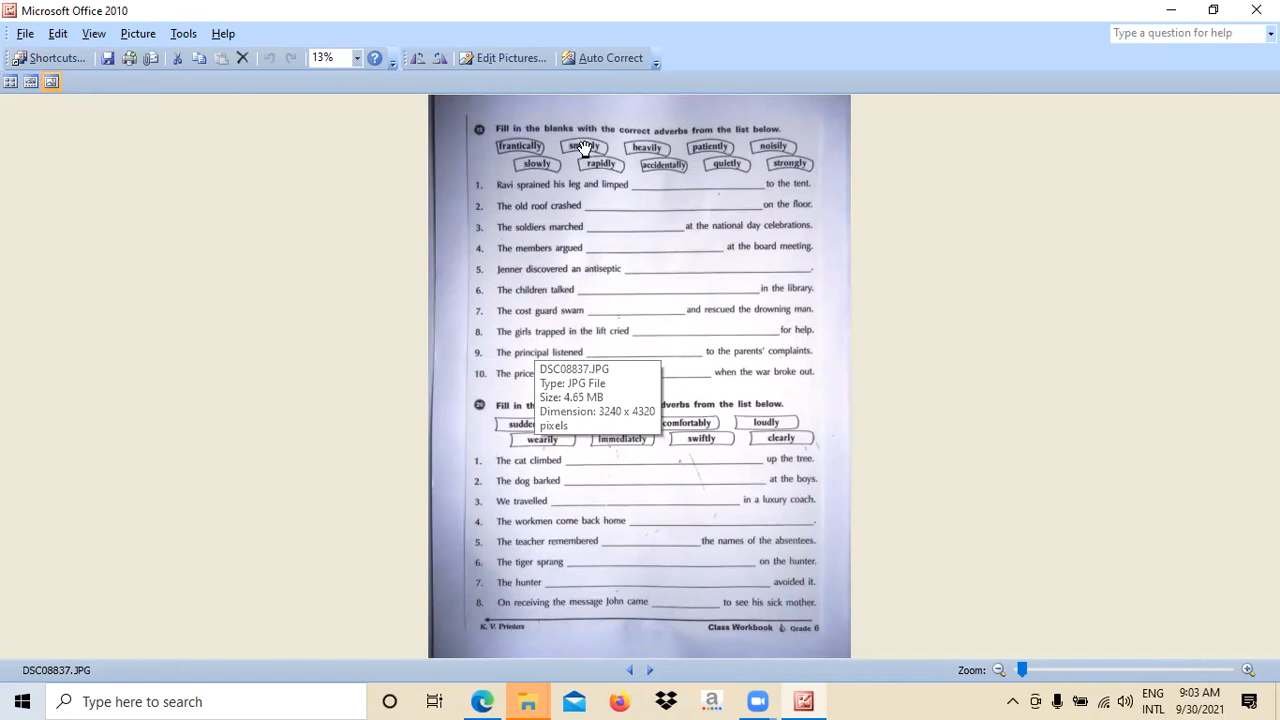 Microsoft Office 2010
File Edit View Picture Tools Help
Type a question for help
Shortcuts... 13% Edit Pictures... Auto Correct
19 Fill in the blanks with the correct adverbs from the list below.
frantically heavily patiently noisily
slowly rapidly accidentally quietly strongly
1. Ravi sprained his leg and limped to the tent.
2. The old roof crashed on the floor.
3. The soldiers marched at the national day celebrations.
4. The members argued at the board meeting.
5. Jenner discovered an antiseptic .
6. The children talked in the library.
7. The cost guard swam and rescued the drowning man.
8. The girls trapped in the lift cried for help.
9. The principal listened to the parents' complaints.
10. The price when the war broke out.
DSC08837.JPG
Type: JPG File
Size: 4.65 MB
Dimension: 3240 x 4320
pixels
20 Fill in th verbs from the list below.
comfortably loudly
wearily immediately swiftly clearly
1. The cat climbed up the tree.
2. The dog barked at the boys.
3. We travelled in a luxury coach.
4. The workmen come back home .
5. The teacher remembered the names of the absentees.
6. The tiger sprang on the hunter.
7. The hunter avoided it.
8. On receiving the message John came to see his sick mother.
K. V. Printers Class Workbook Grade 6
DSC08837.JPG Zoom:
Type here to search
ENG
INTL
9:03 AM
9/30/2021